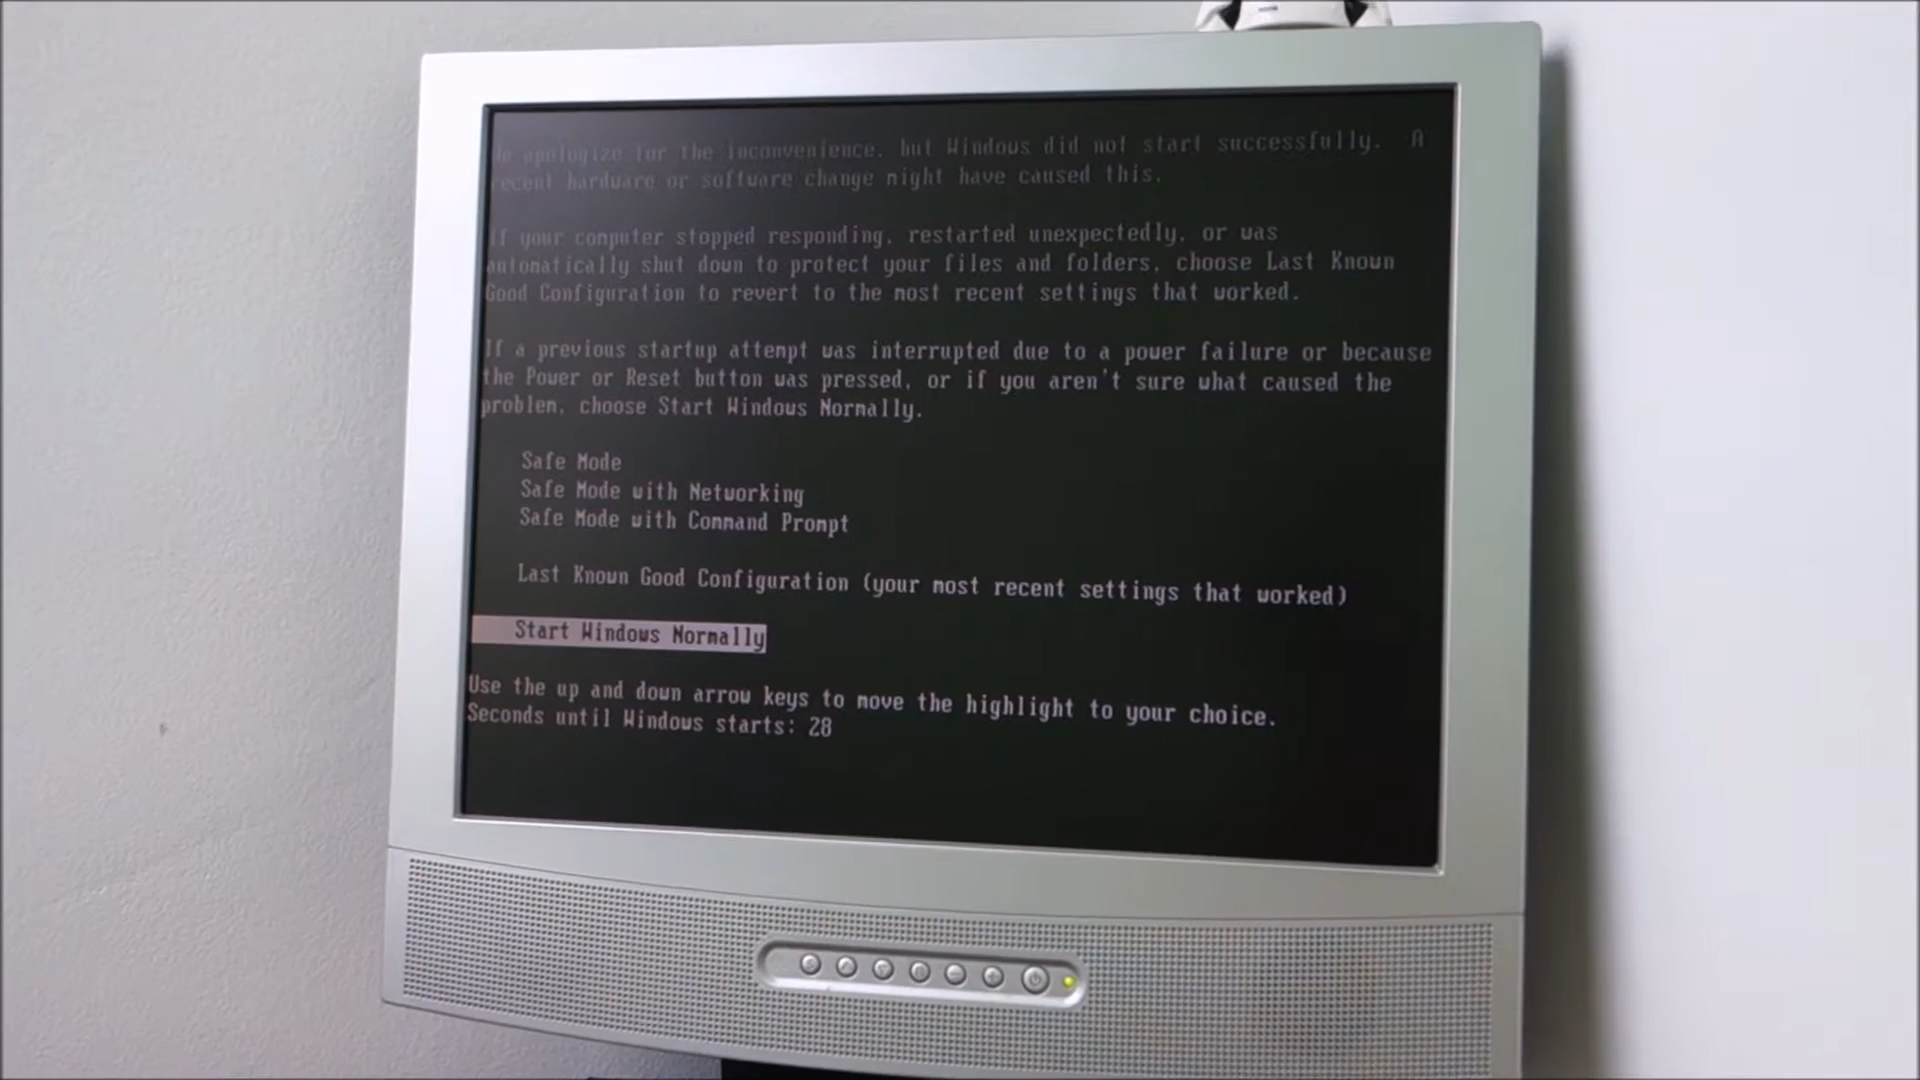 We apologize for the inconvenience, but Windows did not start successfully. A
recent hardware or software change might have caused this.
If your computer stopped responding, restarted unexpectedly, or was
automatically shut down to protect your files and folders, choose Last Known
Good Configuration to revert to the most recent settings that worked.
If a previous startup attempt was interrupted due to a power failure or because
the Power or Reset button was pressed, or if you aren't sure what caused the
problem, choose Start Windows Normally.
Safe Mode
Safe Mode with Networking
Safe Mode with Command Prompt
Last Known Good Configuration (your most recent settings that worked)
Start Windows Normally
Use the up and down arrow keys to move the highlight to your choice.
Seconds until Windows starts: 28